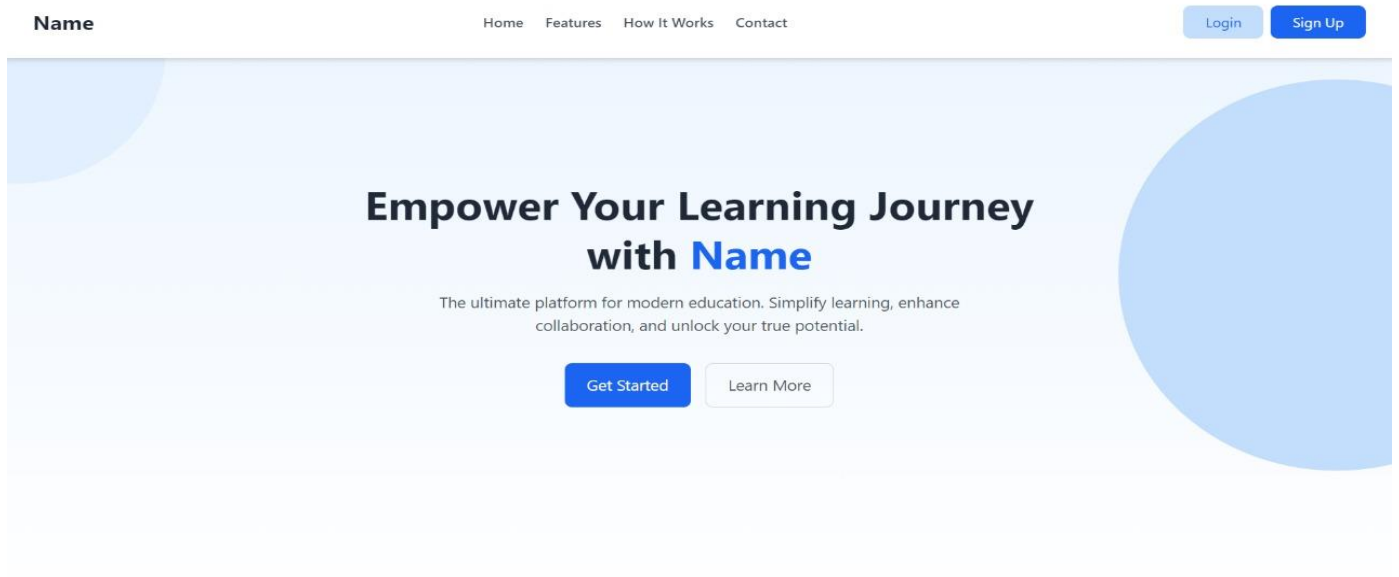 Name
Home Features How It Works Contact
Login Sign Up
Empower Your Learning Journey
with Name
The ultimate platform for modern education. Simplify learning, enhance
collaboration, and unlock your true potential.
Get Started Learn More